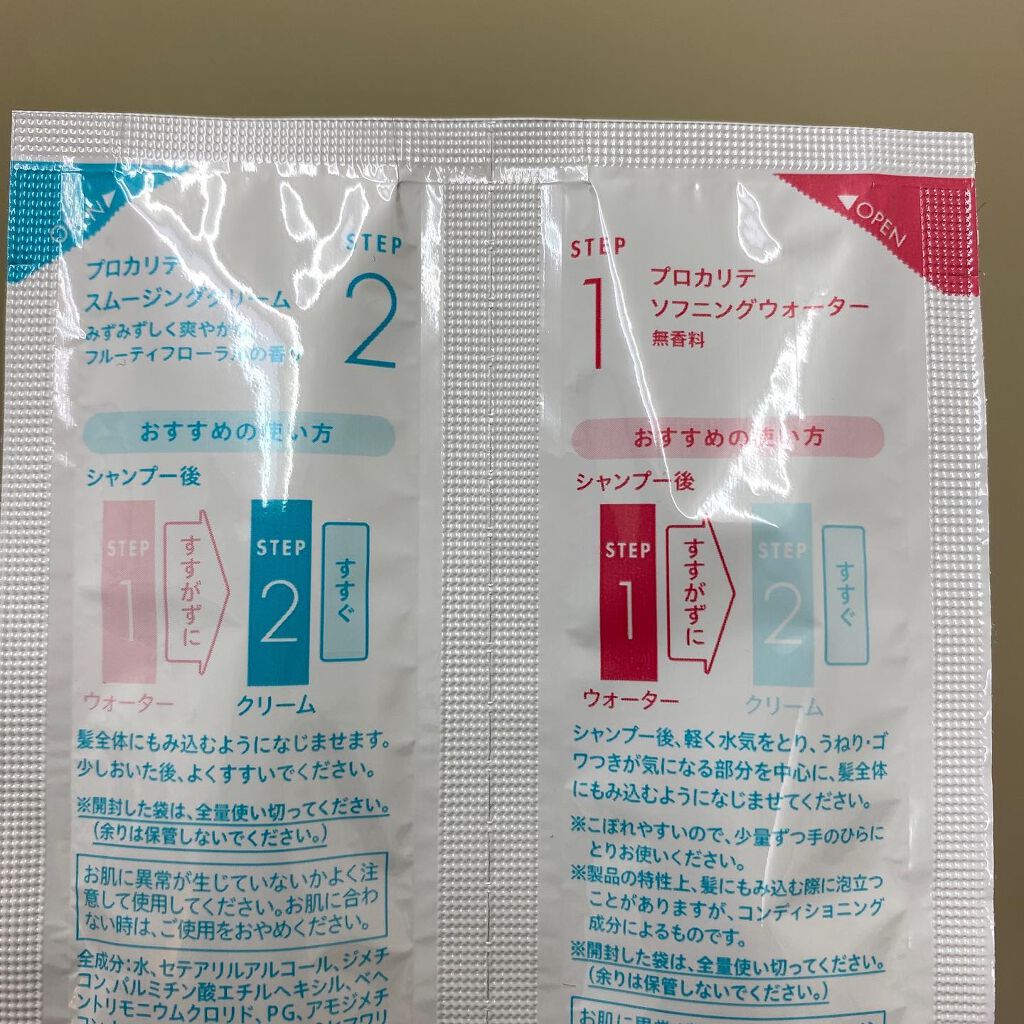 OPEN
STEP
2
プロカリテ
スムージングクリーム
みずみずしく爽やかな
フルーティフローラルの香り
おすすめの使い方
シャンプー後
STEP
1
すすがずに
STEP
2
すすぐ
ウォーター
クリーム
髪全体にもみ込むようになじませます。
少しおいた後、よくすすいでください。
※開封した袋は、全量使い切ってください。
(余りは保管しないでください。)
お肌に異常が生じていないかよく注
意して使用してください。お肌に合わ
ない時は、ご使用をおやめください。
全成分:水、セテアリルアルコール、ジメチ
コン、パルミチン酸エチルヘキシル、ベヘ
ントリモニウムクロリド、PG、アモジメチ
OPEN
STEP
1
プロカリテ
ソフニングウォーター
無香料
おすすめの使い方
シャンプー後
STEP
1
すすがずに
STEP
2
すすぐ
ウォーター
クリーム
シャンプー後、軽く水気をとり、うねり・ゴ
ワつきが気になる部分を中心に、髪全体
にもみ込むようになじませてください。
※こぼれやすいので、少量ずつ手のひらに
とりお使いください。
※製品の特性上、髪にもみ込む際に泡立つ
ことがありますが、コンディショニング
成分によるものです。
※開封した袋は、全量使い切ってください。
(余りは保管しないでください。)